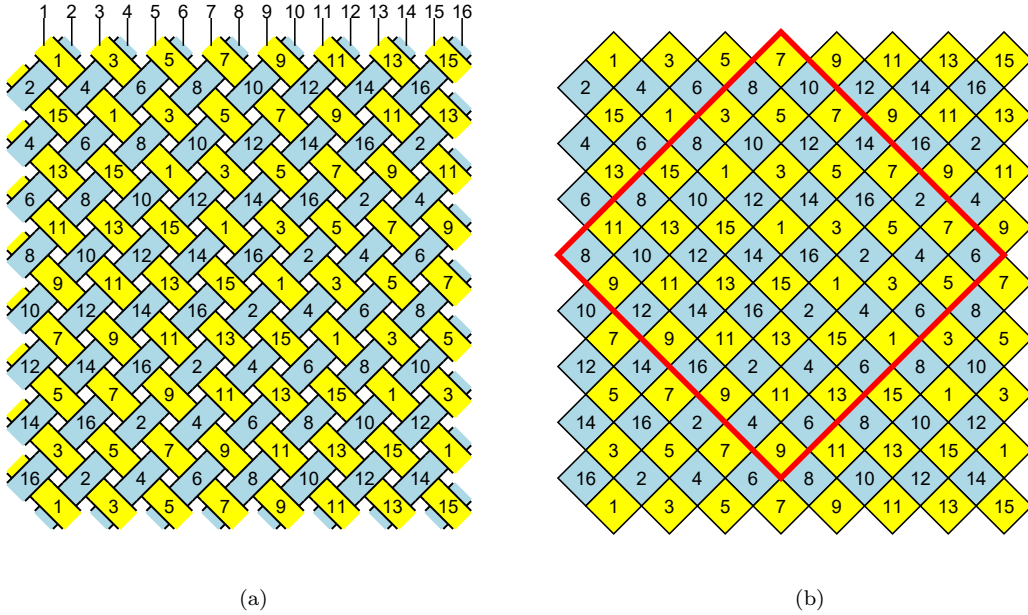 1 2 3 4 5 6 7 8 9 10 11 12 13 14 15 16
1 3 5 7 9 11 13 15
2 4 6 8 10 12 14 16
15 1 3 5 7 9 11 13
4 6 8 10 12 14 16 2
13 15 1 3 5 7 9 11
6 8 10 12 14 16 2 4
11 13 15 1 3 5 7 9
8 10 12 14 16 2 4 6
9 11 13 15 1 3 5 7
10 12 14 16 2 4 6 8
7 9 11 13 15 1 3 5
12 14 16 2 4 6 8 10
5 7 9 11 13 15 1 3
14 16 2 4 6 8 10 12
3 5 7 9 11 13 15 1
16 2 4 6 8 10 12 14
1 3 5 7 9 11 13 15
(a)
1 3 5 7 9 11 13 15
2 4 6 8 10 12 14 16
15 1 3 5 7 9 11 13
4 6 8 10 12 14 16 2
13 15 1 3 5 7 9 11
6 8 10 12 14 16 2 4
11 13 15 1 3 5 7 9
8 10 12 14 16 2 4 6
9 11 13 15 1 3 5 7
10 12 14 16 2 4 6 8
7 9 11 13 15 1 3 5
12 14 16 2 4 6 8 10
5 7 9 11 13 15 1 3
14 16 2 4 6 8 10 12
3 5 7 9 11 13 15 1
16 2 4 6 8 10 12 14
1 3 5 7 9 11 13 15
(b)